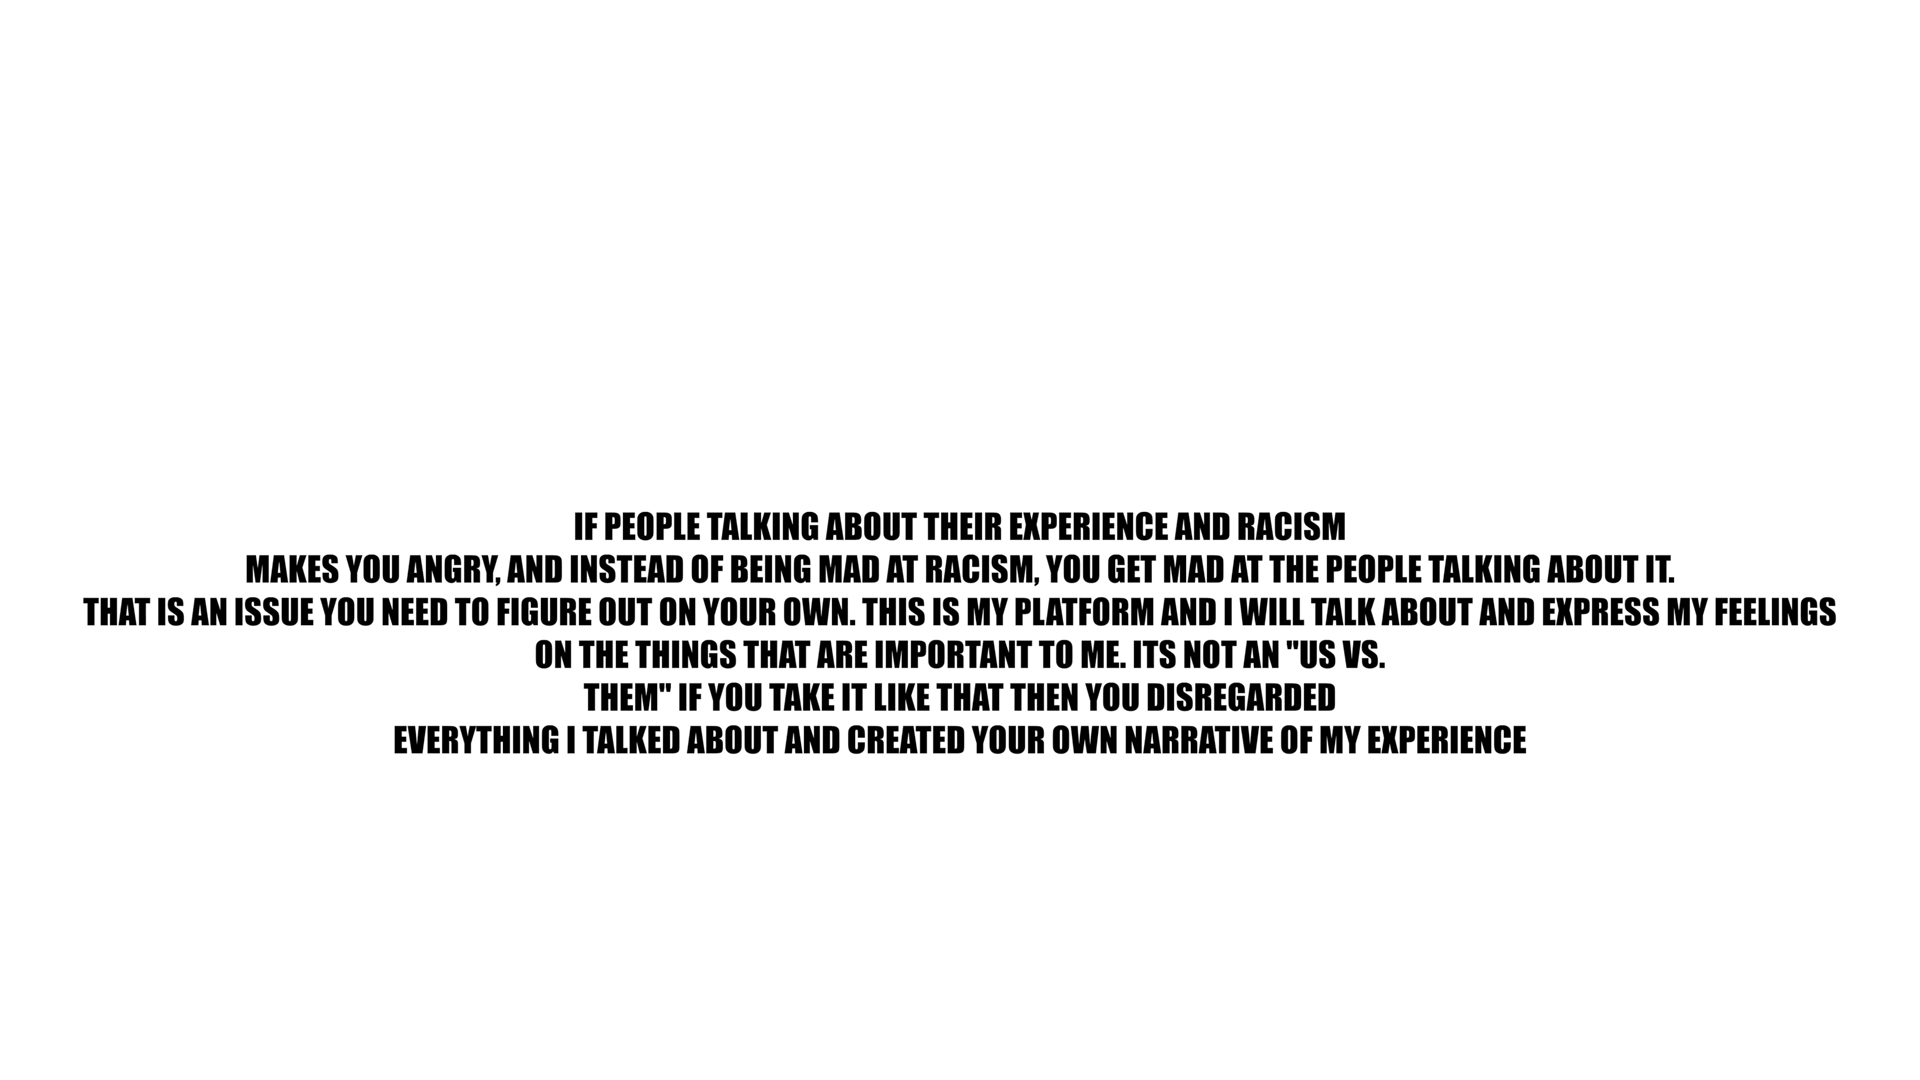 IF PEOPLE TALKING ABOUT THEIR EXPERIENCE AND RACISM
MAKES YOU ANGRY, AND INSTEAD OF BEING MAD AT RACISM, YOU GET MAD AT THE PEOPLE TALKING ABOUT IT.
THAT IS AN ISSUE YOU NEED TO FIGURE OUT ON YOUR OWN. THIS IS MY PLATFORM AND I WILL TALK ABOUT AND EXPRESS MY FEELINGS
ON THE THINGS THAT ARE IMPORTANT TO ME. ITS NOT AN "US VS.
THEM" IF YOU TAKE IT LIKE THAT THEN YOU DISREGARDED
EVERYTHING I TALKED ABOUT AND CREATED YOUR OWN NARRATIVE OF MY EXPERIENCE